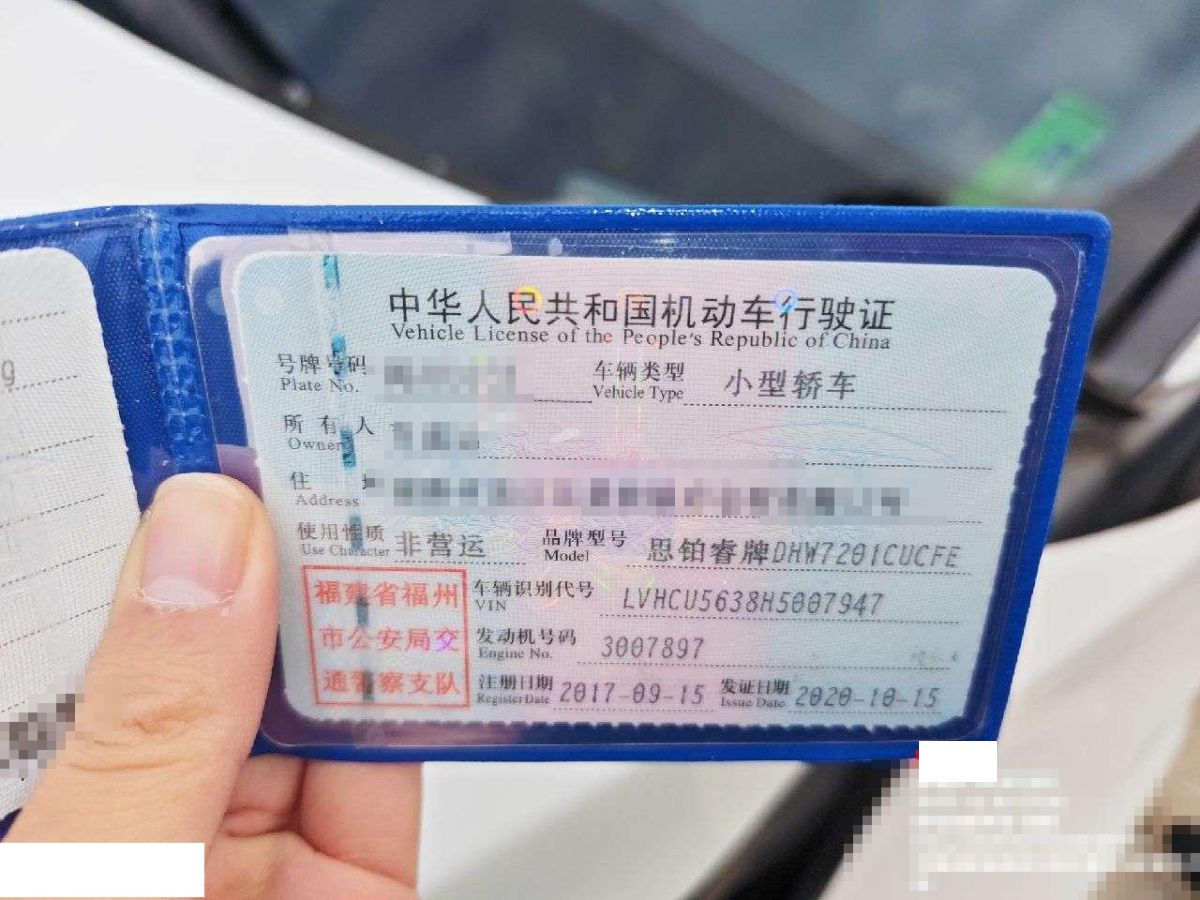 中华人民共和国机动车行驶证
Vehicle License of the People's Republic of China
号牌号码 车辆类型 小型轿车
Plate No. Vehicle Type
所有人
Owner
住
Address
使用性质 非营运 品牌型号 思铂睿牌DHW7201CUCFE
Use Character Model
福建省福州 车辆识别代号 LVHCU5638H5007947
VIN
市公安局交 发动机号码 3007897
Engine No.
通警察支队 注册日期 2017-09-15 发证日期 2020-10-15
Register Date Issue Date
9